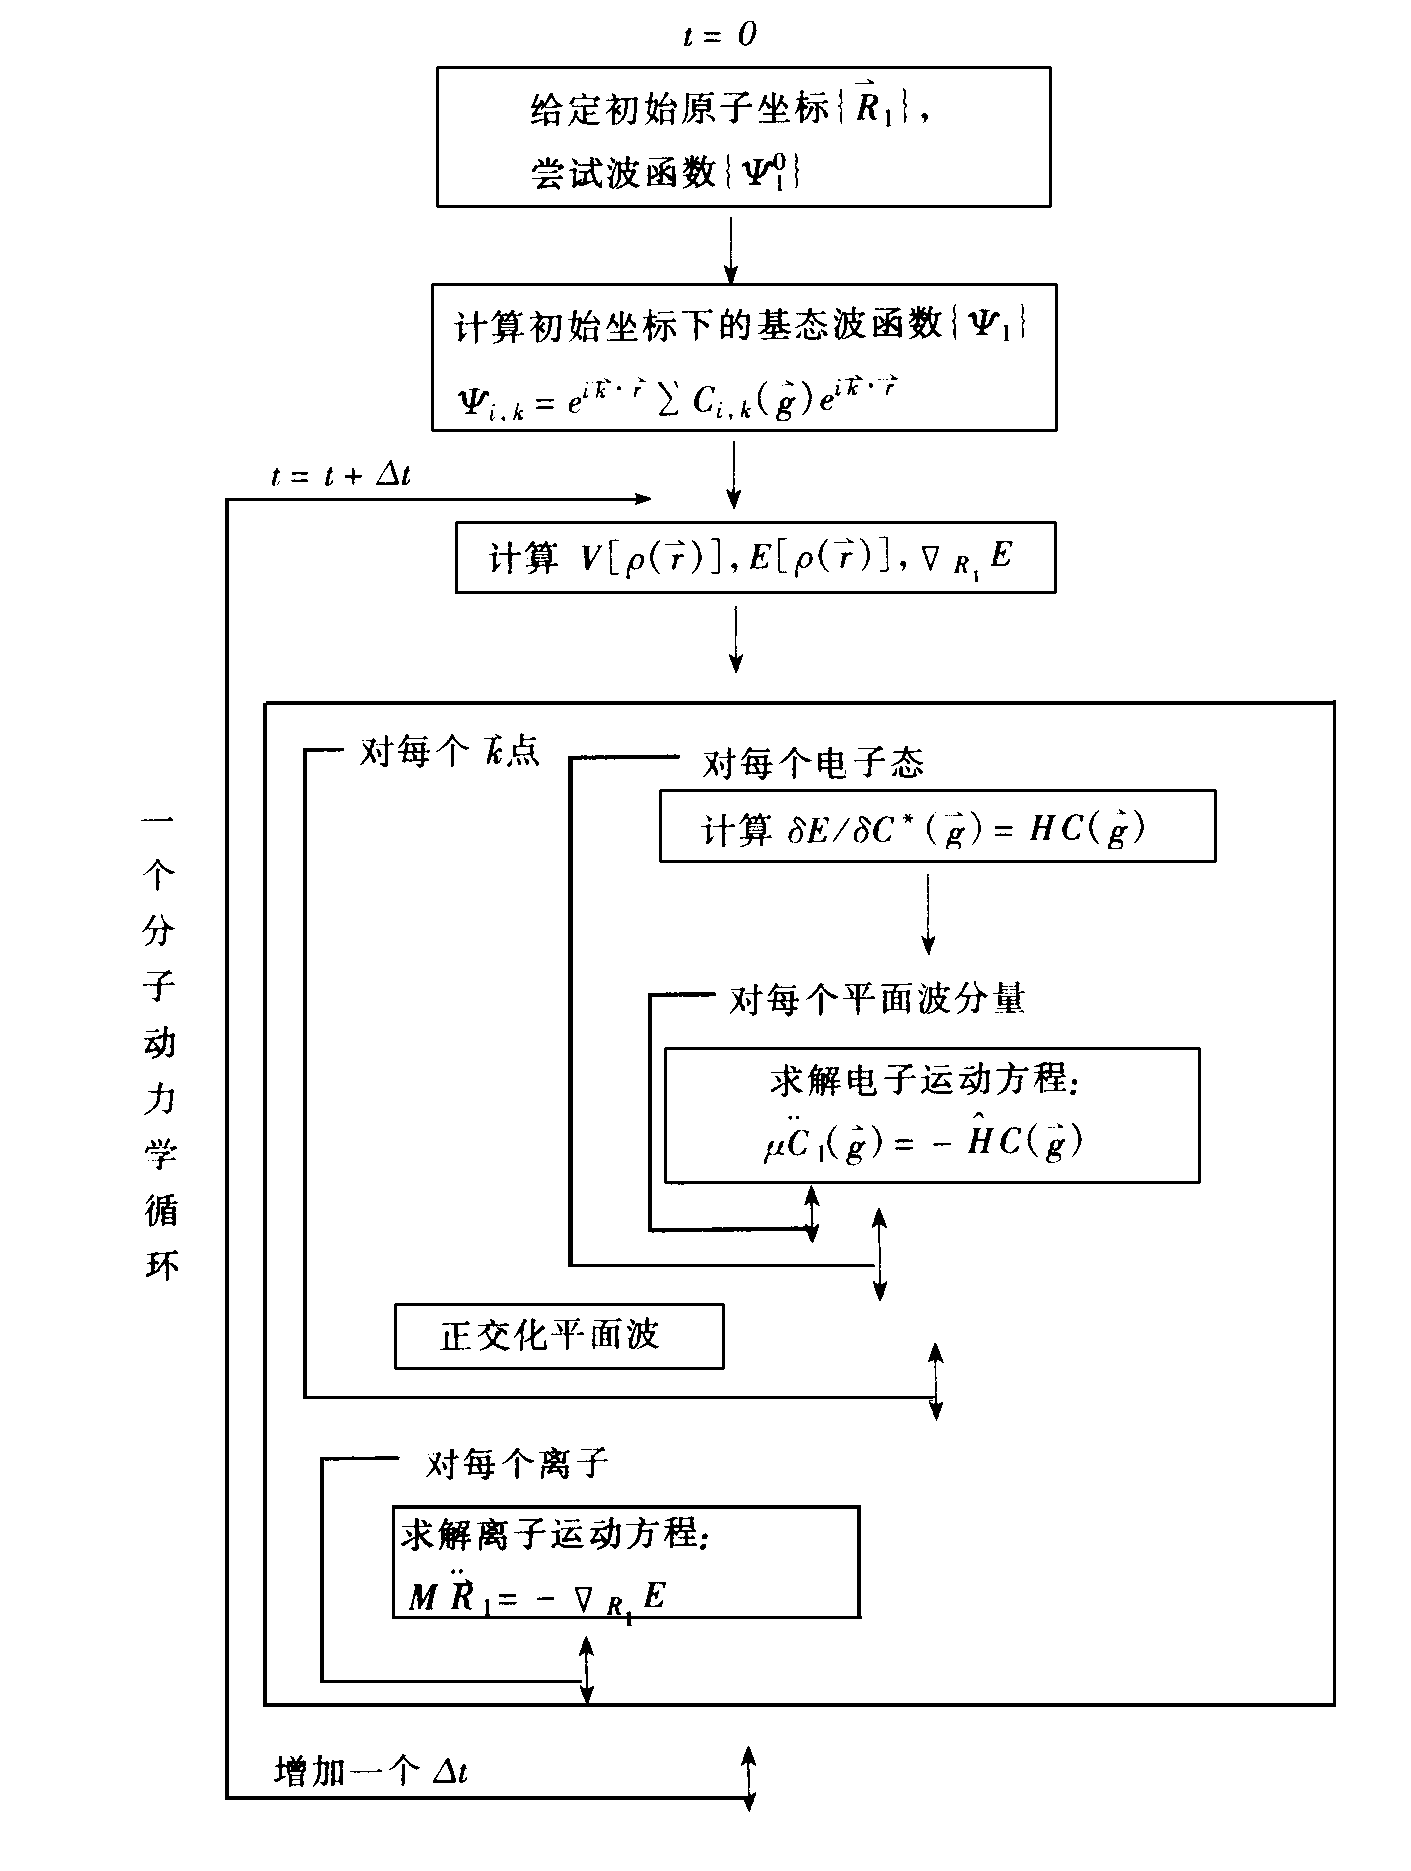 t = 0
给定初始原子坐标{R⃗₁},
尝试波函数{Ψ₁⁰}
计算初始坐标下的基态波函数{Ψ₁}
Ψᵢ,ₖ = e^{ik⃗·r⃗} ∑ Cᵢ,ₖ(g⃗)e^{ik⃗·r⃗}
t = t + Δt
计算 V[ρ(r⃗)], E[ρ(r⃗)], ∇_{R₁} E
对每个 k⃗点
对每个电子态
计算 δE/δC*(g⃗) = HC(g⃗)
对每个平面波分量
求解电子运动方程:
μC̈₁(g⃗) = - ĤC(g⃗)
正交化平面波
对每个离子
求解离子运动方程:
M R⃗̈₁ = - ∇_{R₁} E
增加一个 Δt
一个分子动力学循环